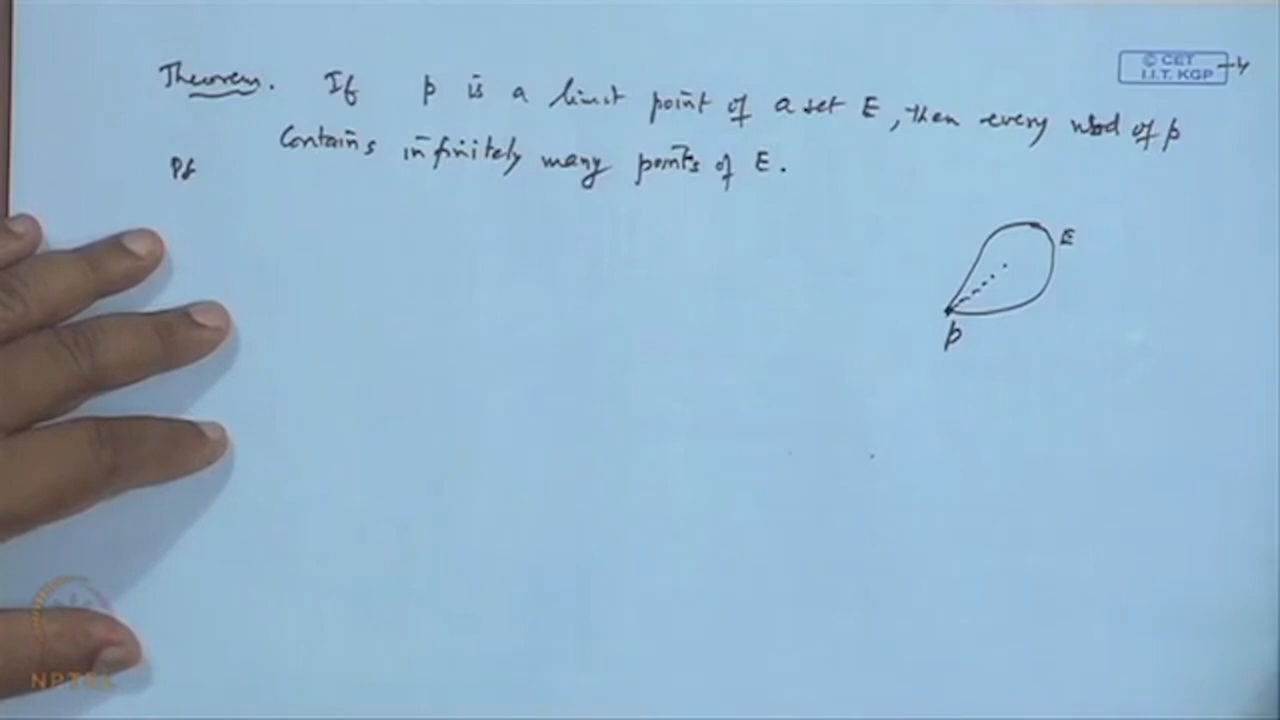 Theorem. If p is a limit point of a set E, then every nbd of p
Contains infinitely many points of E.
Pf
E
p
© CET
I.I.T. KGP
NPTEL